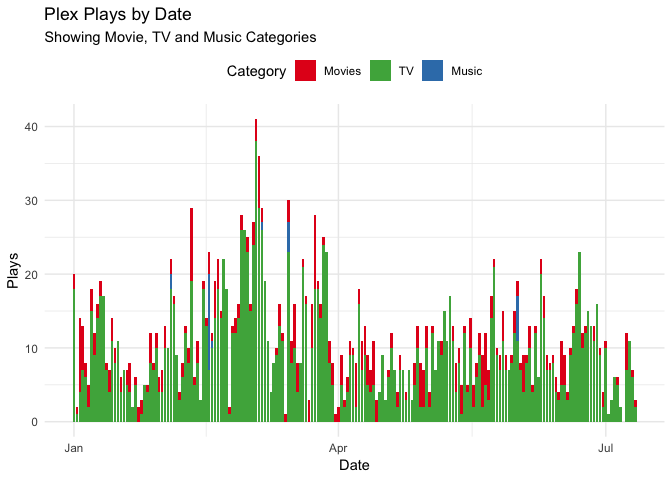 Plex Plays by Date
Showing Movie, TV and Music Categories
Category Movies TV Music
40
30
20
10
0
Plays
Jan Apr Jul
Date